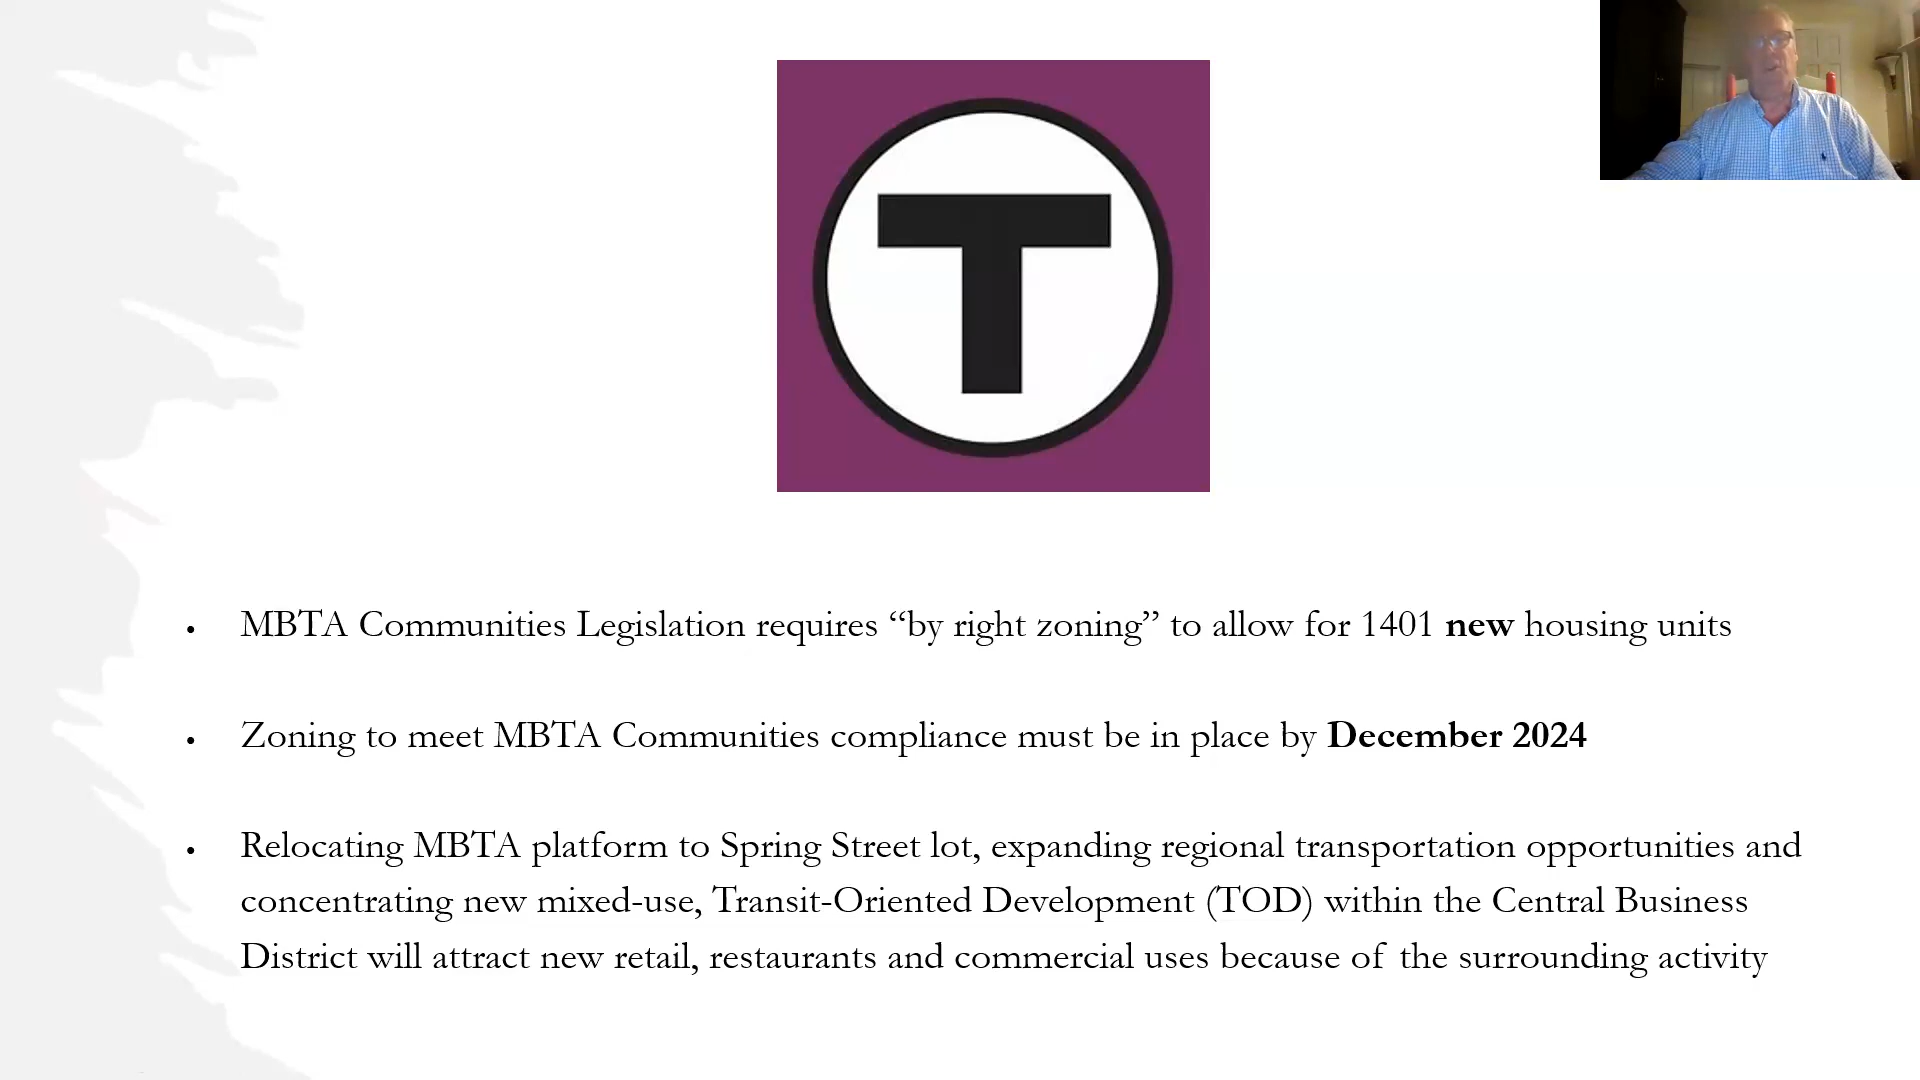 T
• MBTA Communities Legislation requires “by right zoning” to allow for 1401 new housing units
• Zoning to meet MBTA Communities compliance must be in place by December 2024
• Relocating MBTA platform to Spring Street lot, expanding regional transportation opportunities and
concentrating new mixed-use, Transit-Oriented Development (TOD) within the Central Business
District will attract new retail, restaurants and commercial uses because of the surrounding activity